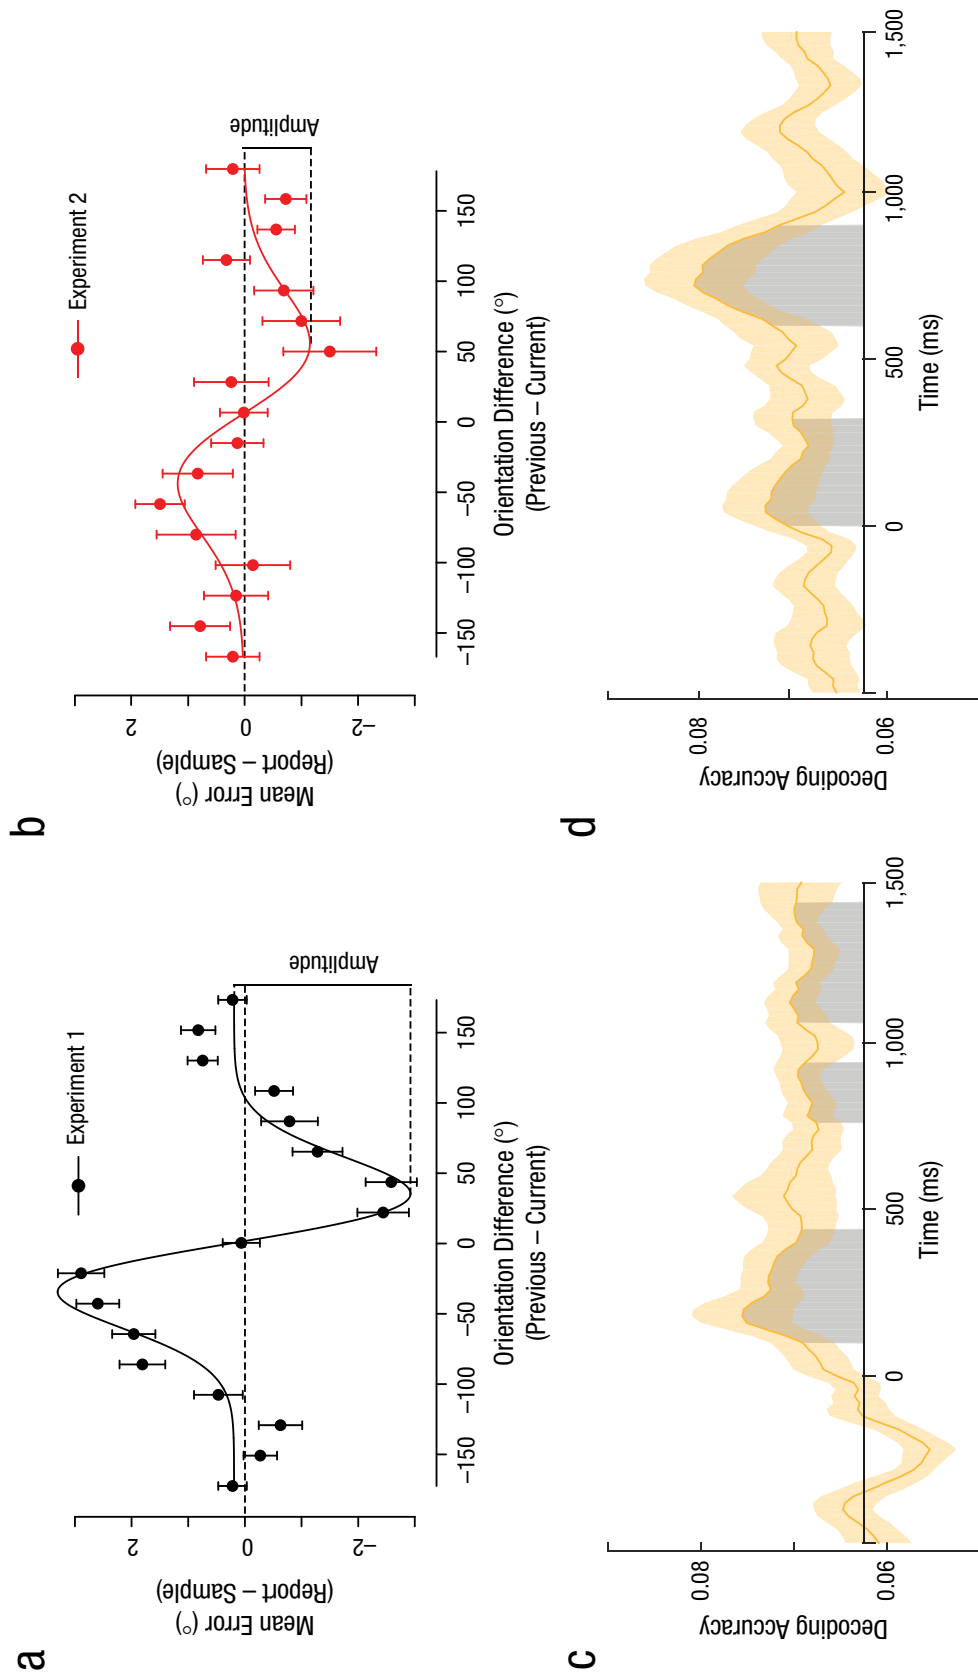 a
Mean Error (°)
(Report – Sample)
2
0
–2
Experiment 1
Amplitude
–150
–100
–50
0
50
100
150
Orientation Difference (°)
(Previous – Current)
b
Mean Error (°)
(Report – Sample)
2
0
–2
Experiment 2
Amplitude
–150
–100
–50
0
50
100
150
Orientation Difference (°)
(Previous – Current)
c
Decoding Accuracy
0.08
0.06
0
500
1,000
1,500
Time (ms)
d
Decoding Accuracy
0.08
0.06
0
500
1,000
1,500
Time (ms)